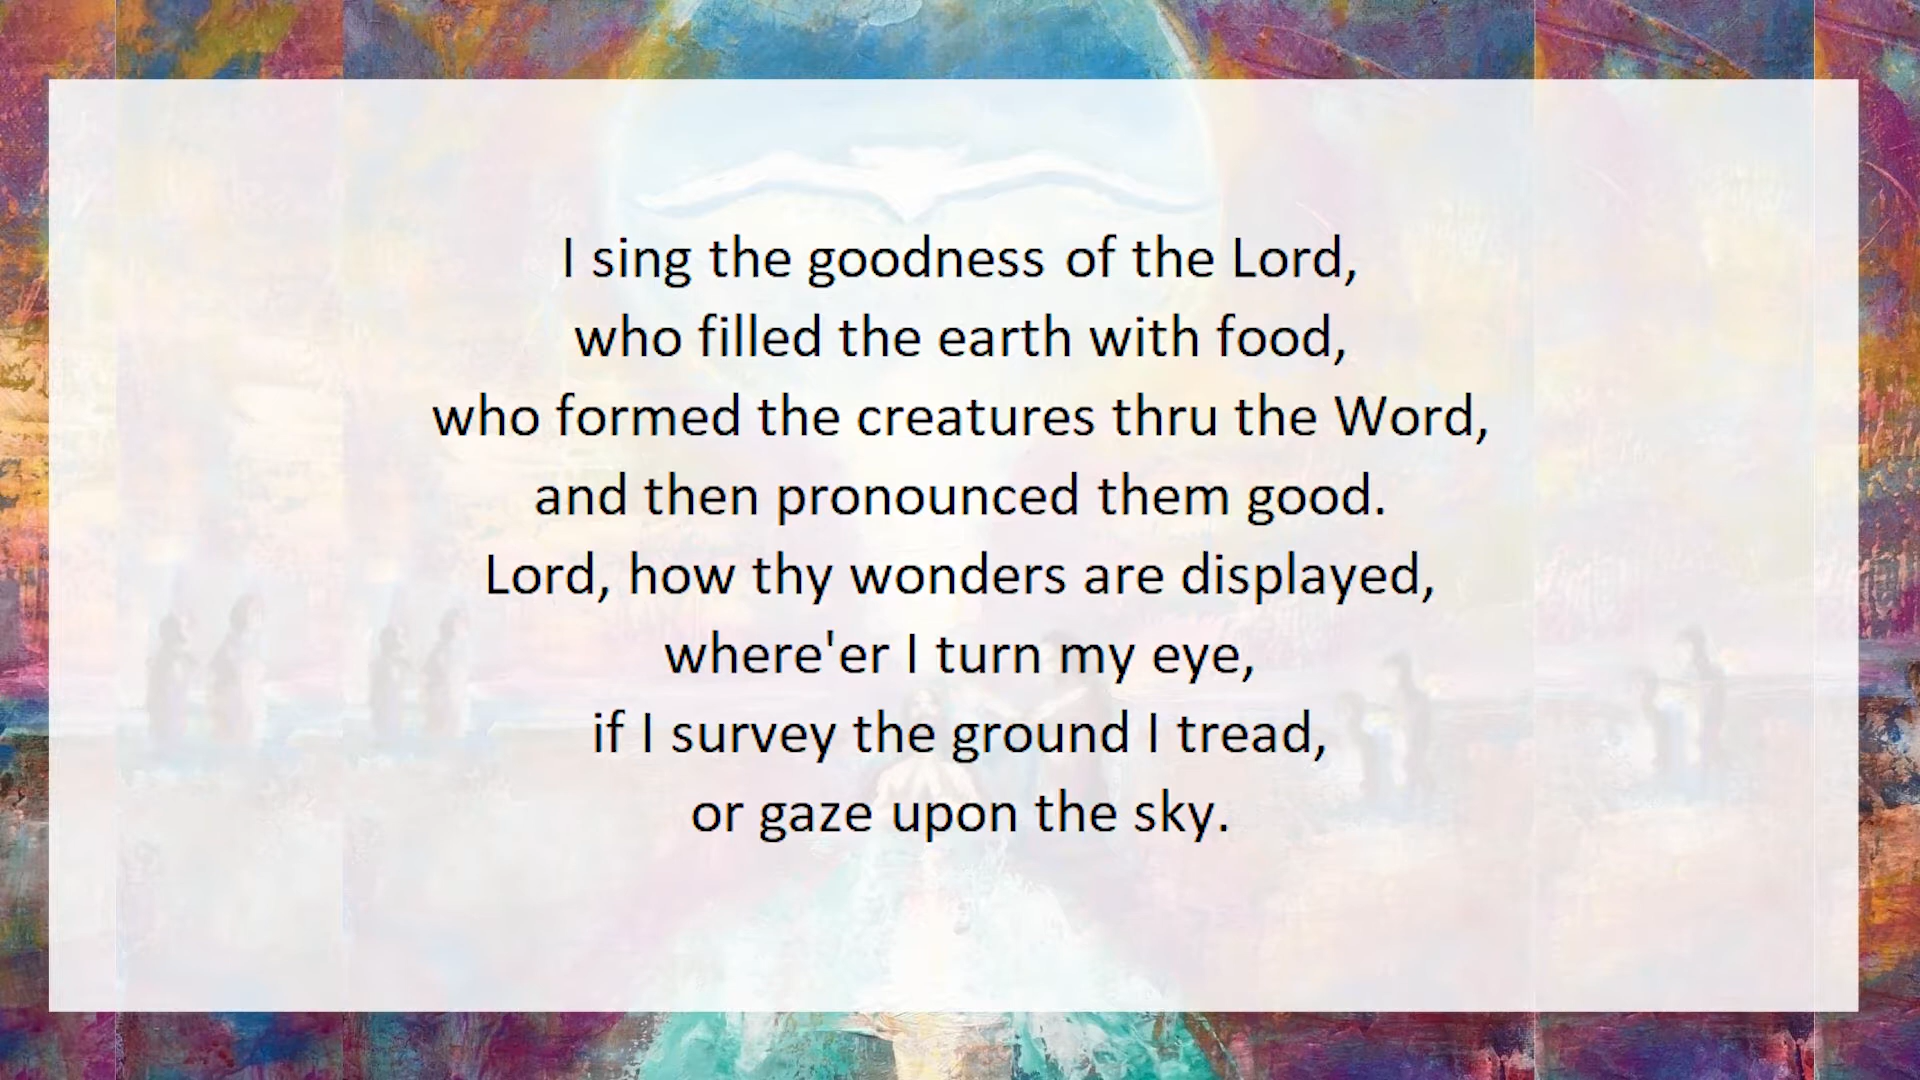 I sing the goodness of the Lord,
who filled the earth with food,
who formed the creatures thru the Word,
and then pronounced them good.
Lord, how thy wonders are displayed,
where'er I turn my eye,
if I survey the ground I tread,
or gaze upon the sky.